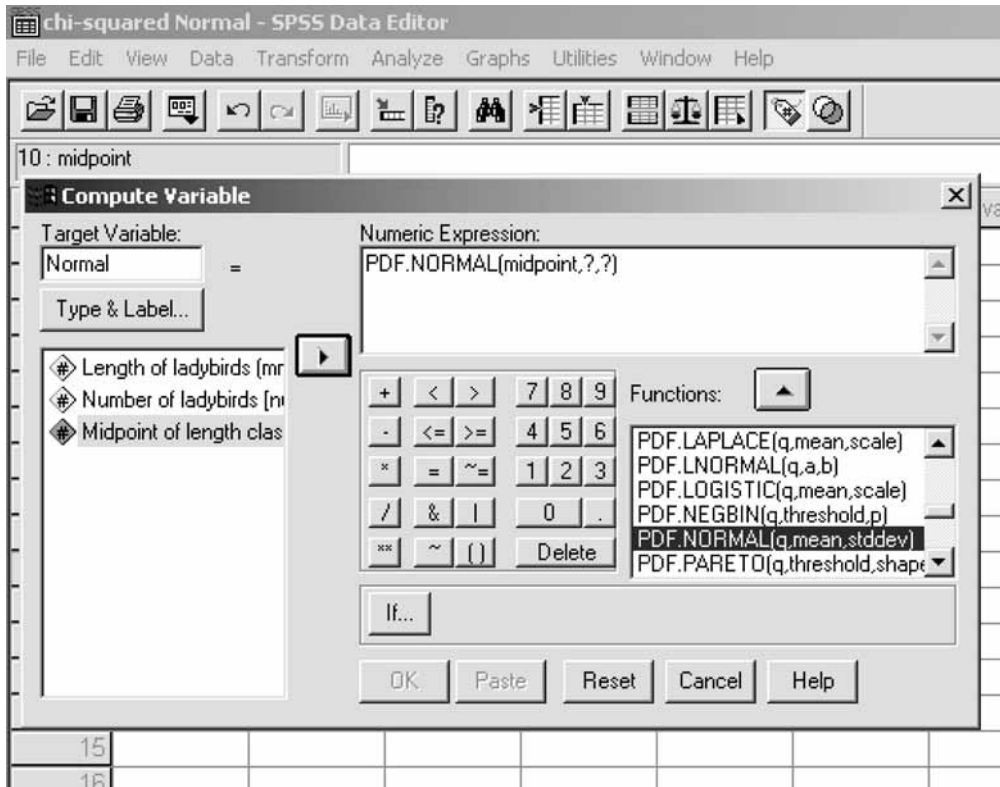 chi-squared Normal - SPSS Data Editor
File Edit View Data Transform Analyze Graphs Utilities Window Help
10 : midpoint
Compute Variable
Target Variable:
Normal
=
Type & Label...
Numeric Expression:
PDF.NORMAL(midpoint,?,?)
Length of ladybirds (mr
Number of ladybirds [nu
Midpoint of length clas
+ < > 7 8 9
- <= >= 4 5 6
* = ~= 1 2 3
/ & | 0 .
** ~ ( ) Delete
Functions:
PDF.LAPLACE(q,mean,scale)
PDF.LNORMAL(q,a,b)
PDF.LOGISTIC(q,mean,scale)
PDF.NEGBIN(q,threshold,p)
PDF.NORMAL(q,mean,stddev)
PDF.PARETO(q,threshold,shape
If...
OK Paste Reset Cancel Help
va
15
16